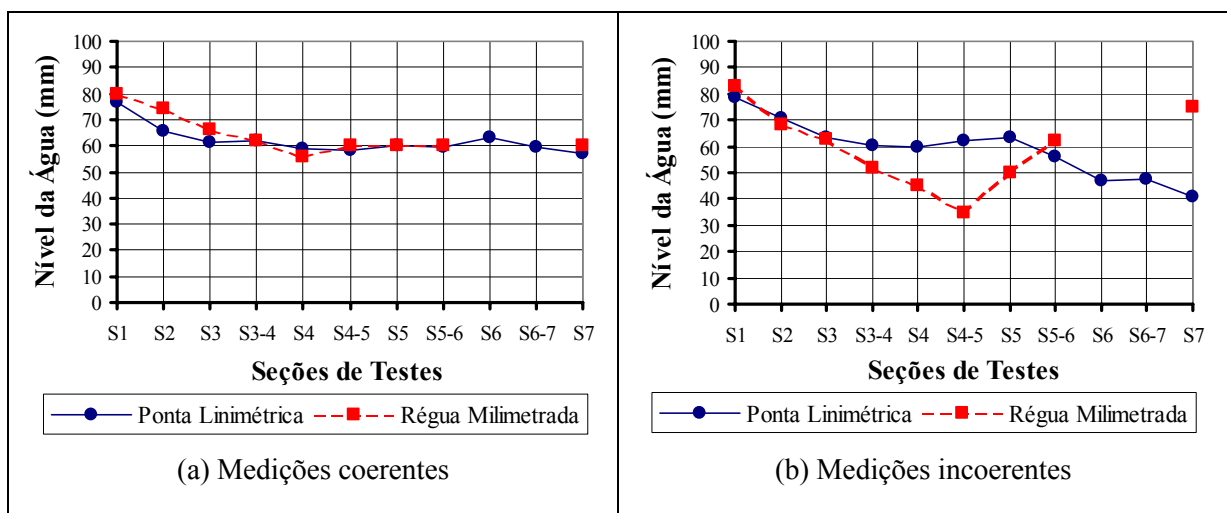 100
90
80
70
60
50
40
30
20
10
0
Nível da Água (mm)
S1 S2 S3 S3-4 S4 S4-5 S5 S5-6 S6 S6-7 S7
Seções de Testes
Ponta Linimétrica Régua Milimetrada
(a) Medições coerentes
100
90
80
70
60
50
40
30
20
10
0
Nível da Água (mm)
S1 S2 S3 S3-4 S4 S4-5 S5 S5-6 S6 S6-7 S7
Seções de Testes
Ponta Linimétrica Régua Milimetrada
(b) Medições incoerentes